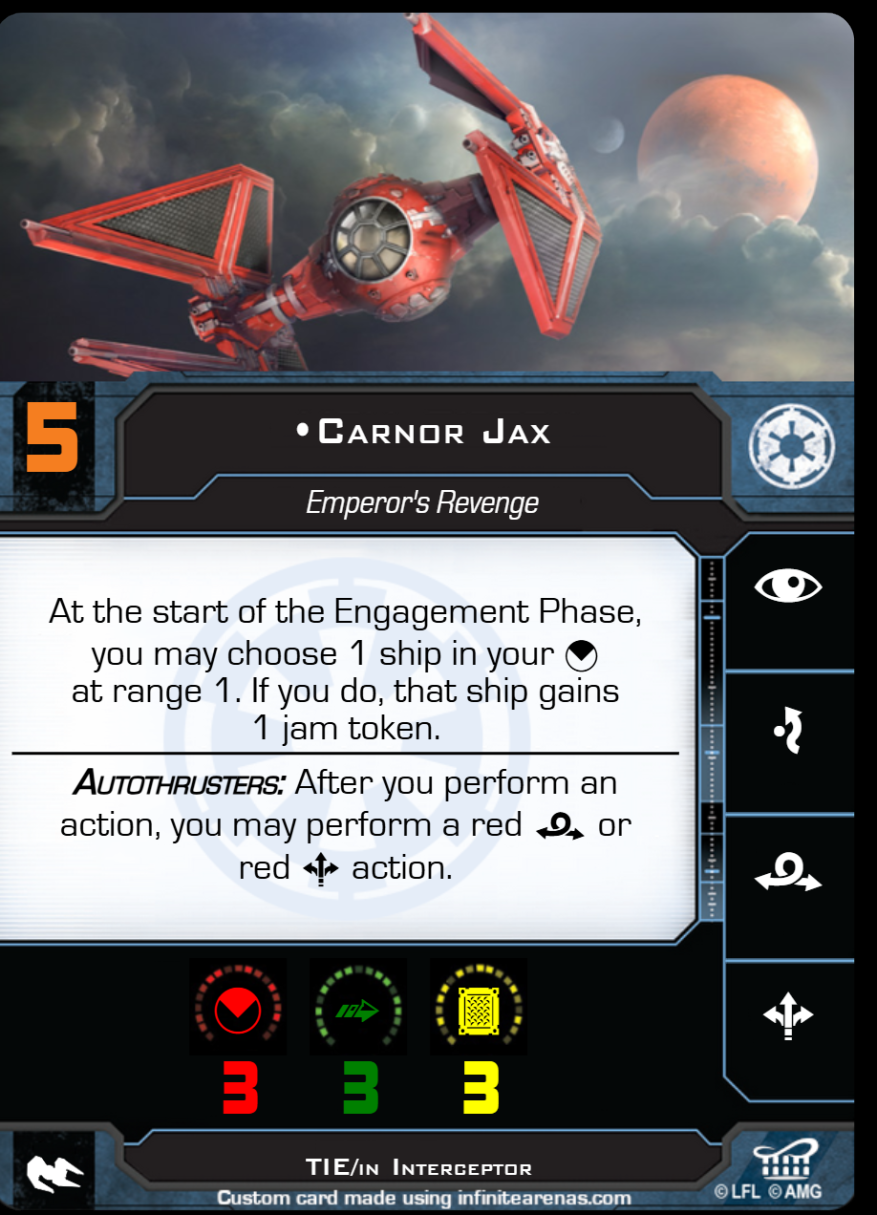 5
• Carnor Jax
Emperor's Revenge
At the start of the Engagement Phase,
you may choose 1 ship in your
at range 1. If you do, that ship gains
1 jam token.
Autothrusters: After you perform an
action, you may perform a red or
red action.
3 3 3
TIE/in Interceptor
Custom card made using infinitearenas.com
© LFL © AMG